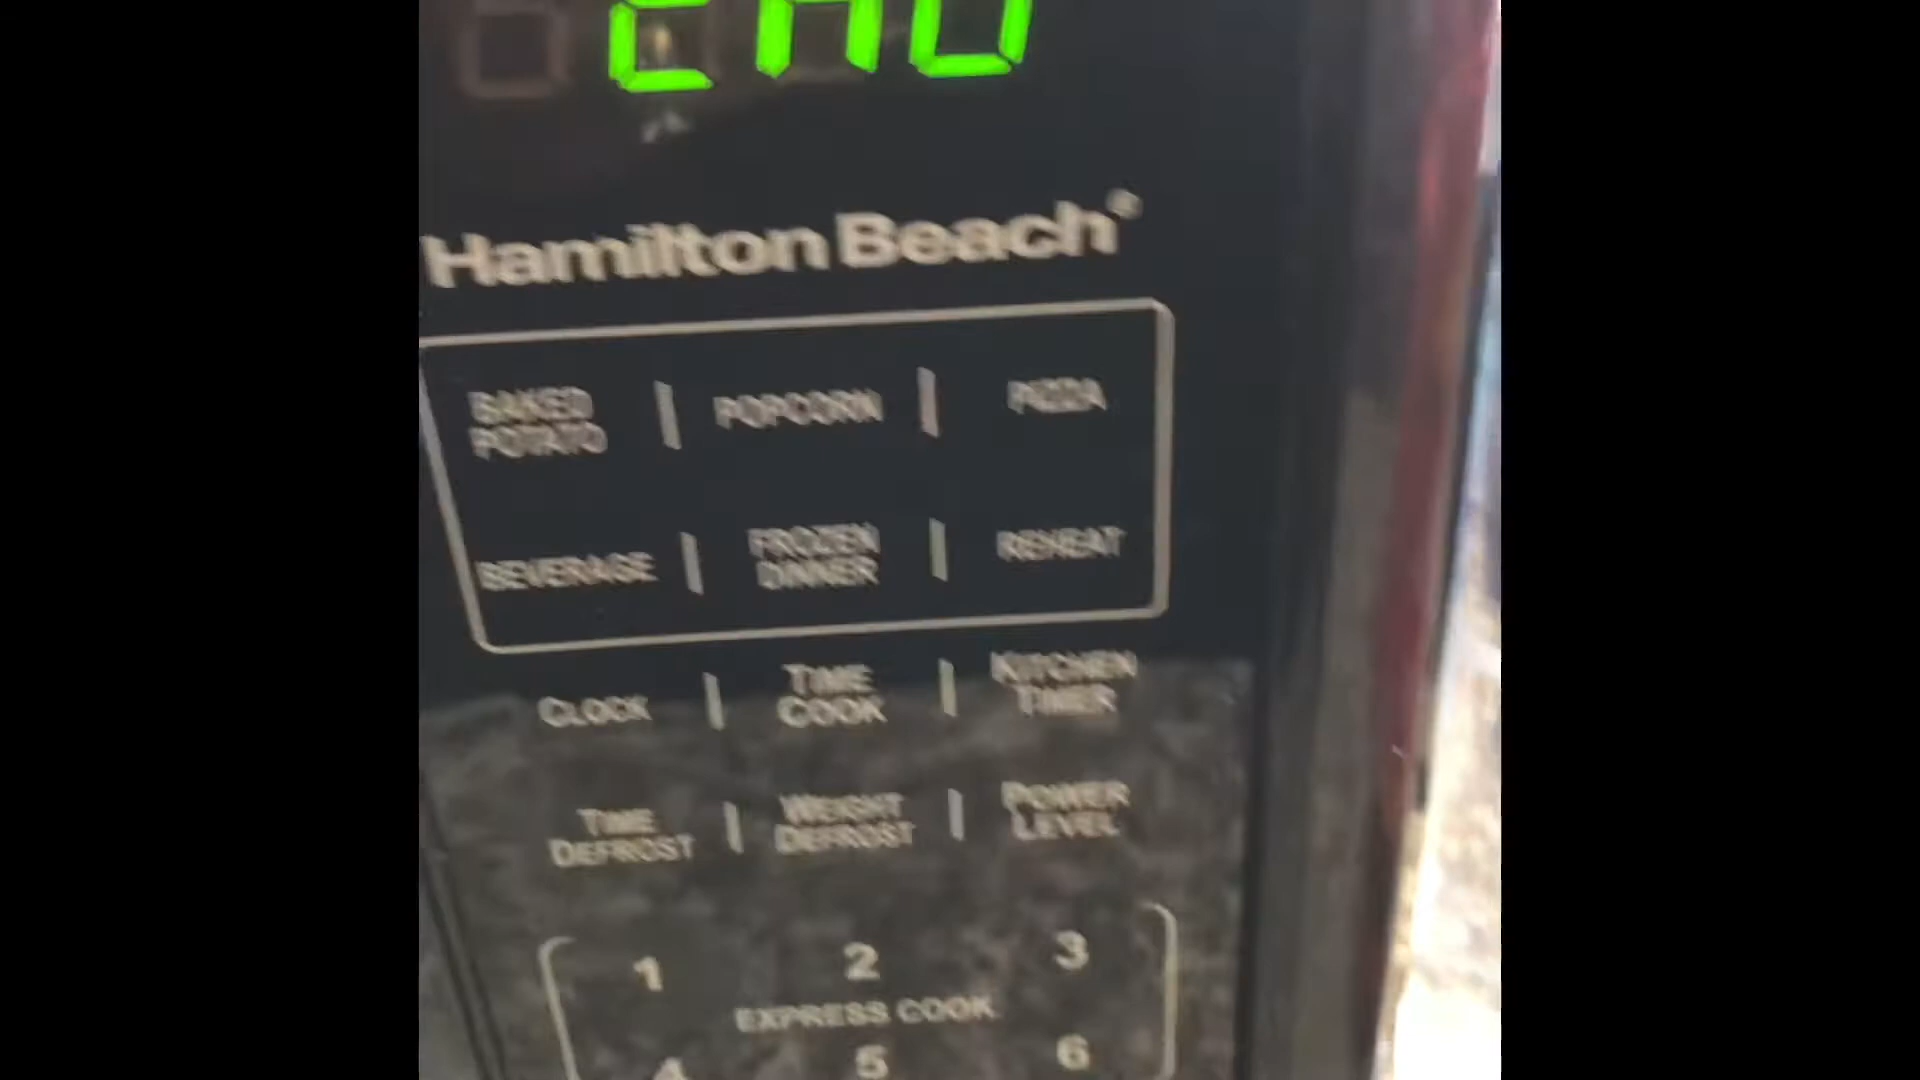 Hamilton Beach®
BAKED POTATO | POPCORN | PIZZA
BEVERAGE | FROZEN DINNER | REHEAT
CLOCK | TIME COOK | KITCHEN TIMER
TIME DEFROST | WEIGHT DEFROST | POWER LEVEL
1 2 3
EXPRESS COOK
4 5 6